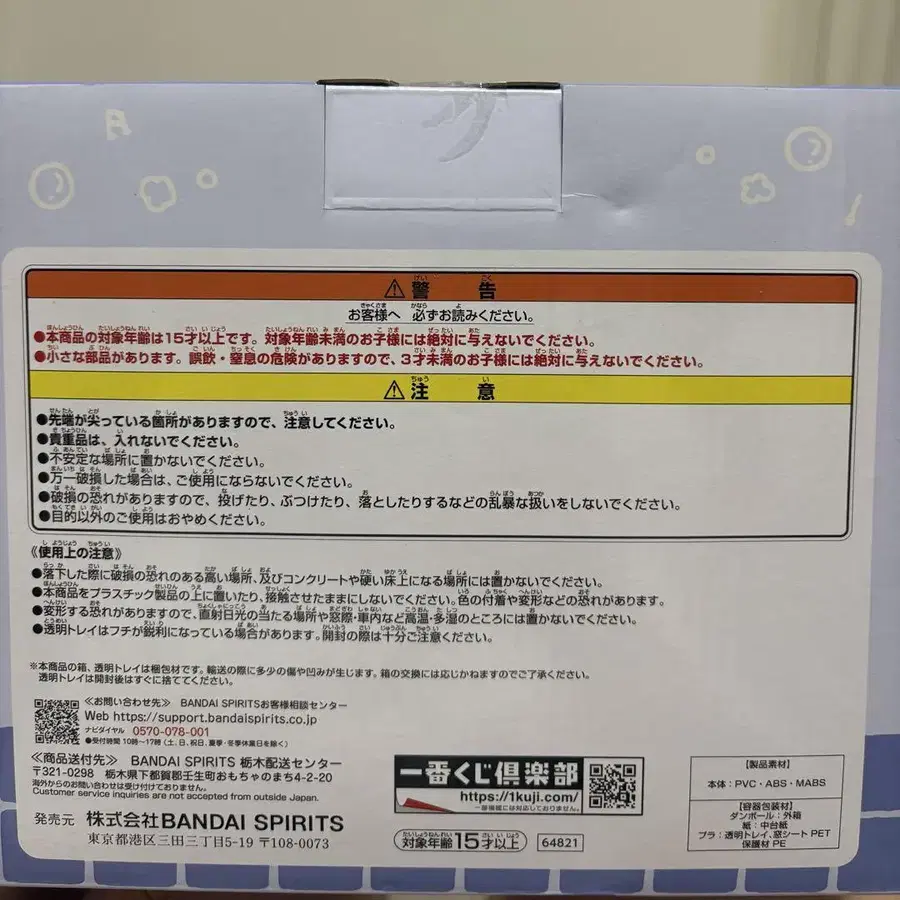 ⚠警告
お客様へ 必ずお読みください。
●本商品の対象年齢は15才以上です。対象年齢未満のお子様には絶対に与えないでください。
●小さな部品があります。誤飲・窒息の危険がありますので、3才未満のお子様には絶対に与えないでください。
⚠注意
●先端が尖っている箇所がありますので、注意してください。
●貴重品は、入れないでください。
●不安定な場所に置かないでください。
●万一破損した場合は、ご使用にならないでください。
●破損の恐れがありますので、投げたり、ぶつけたり、落としたりするなどの乱暴な扱いをしないでください。
●目的以外のご使用はおやめください。
《使用上の注意》
●落下した際に破損の恐れのある高い場所、及びコンクリートや硬い床上になる場所には置かないでください。
●本商品をプラスチック製品の上に置いたり、接触させたままにしないでください。色の付着や変形などの恐れがあります。
●変形する恐れがありますので、直射日光の当たる場所や窓際・車内など高温・多湿のところには置かないでください。
●透明トレイはフチが鋭利になっている場合があります。開封の際は十分ご注意ください。
※本商品の箱、透明トレイは梱包材です。輸送の際に多少の傷や凹みが生じます。箱の交換には応じかねますのでご了承ください。
透明トレイは開封後はすぐに捨ててください。
≪お問い合わせ先≫ BANDAI SPIRITSお客様相談センター
Web https://support.bandaispirits.co.jp
ナビダイヤル 0570-078-001
●受付時間 10時〜17時(土、日、祝日、夏季・冬季休業日を除く)
≪商品送付先≫ BANDAI SPIRITS 栃木配送センター
〒321-0298 栃木県下都賀郡壬生町おもちゃのまち4-2-20
海外からのお問い合わせは受け付けておりません。
Customer service inquiries are not accepted from outside Japan.
発売元 株式会社BANDAI SPIRITS
東京都港区三田三丁目5-19 〒108-0073
一番くじ倶楽部
https://1kuji.com/
一部機種には対応しておりません。
対象年齢15才以上
64821
【製品素材】
本体:PVC・ABS・MABS
【容器包装材】
ダンボール:外箱
紙:中台紙
プラ:透明トレイ、窓シート PET
保護材 PE